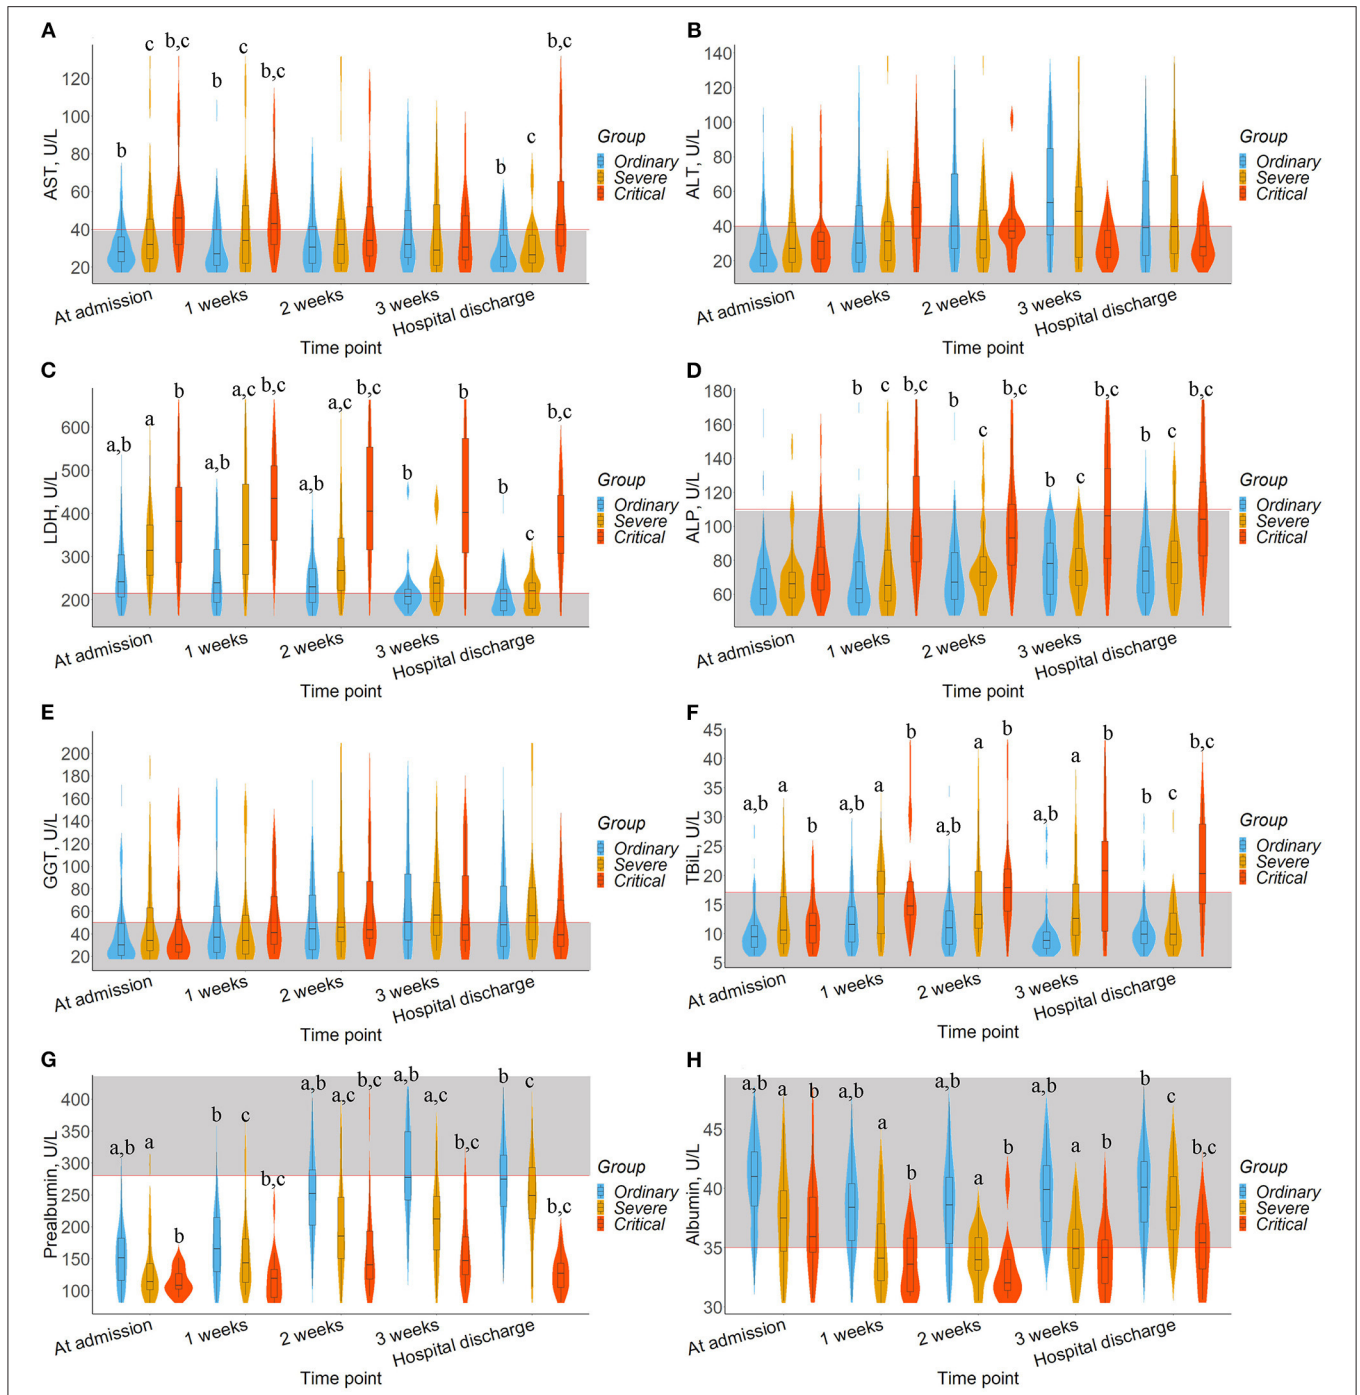 A
b c b,c b c b,c b c b,c
AST, U/L
120
100
80
60
40
20
At admission 1 weeks 2 weeks 3 weeks Hospital discharge
Time point
Group
Ordinary
Severe
Critical
B
ALT, U/L
140
120
100
80
60
40
20
At admission 1 weeks 2 weeks 3 weeks Hospital discharge
Time point
Group
Ordinary
Severe
Critical
C
a,b a b a,b a,c b,c a,b a,c b,c b b b c b,c
LDH, U/L
600
500
400
300
200
At admission 1 weeks 2 weeks 3 weeks Hospital discharge
Time point
Group
Ordinary
Severe
Critical
D
b c b,c b c b,c b c b,c b c b,c
ALP, U/L
180
160
140
120
100
80
60
At admission 1 weeks 2 weeks 3 weeks Hospital discharge
Time point
Group
Ordinary
Severe
Critical
E
GGT, U/L
200
180
160
140
120
100
80
60
40
20
At admission 1 weeks 2 weeks 3 weeks Hospital discharge
Time point
Group
Ordinary
Severe
Critical
F
a,b a b a,b a b a,b a b a,b a b b c b,c
TBiL, U/L
45
40
35
30
25
20
15
10
5
At admission 1 weeks 2 weeks 3 weeks Hospital discharge
Time point
Group
Ordinary
Severe
Critical
G
a,b a b b c b,c a,b a,c b,c a,b a,c b,c b c b,c
Prealbumin, U/L
400
350
300
250
200
150
100
At admission 1 weeks 2 weeks 3 weeks Hospital discharge
Time point
Group
Ordinary
Severe
Critical
H
a,b a b a,b a b a,b a b a,b a b b c b,c
Albumin, U/L
45
40
35
30
At admission 1 weeks 2 weeks 3 weeks Hospital discharge
Time point
Group
Ordinary
Severe
Critical